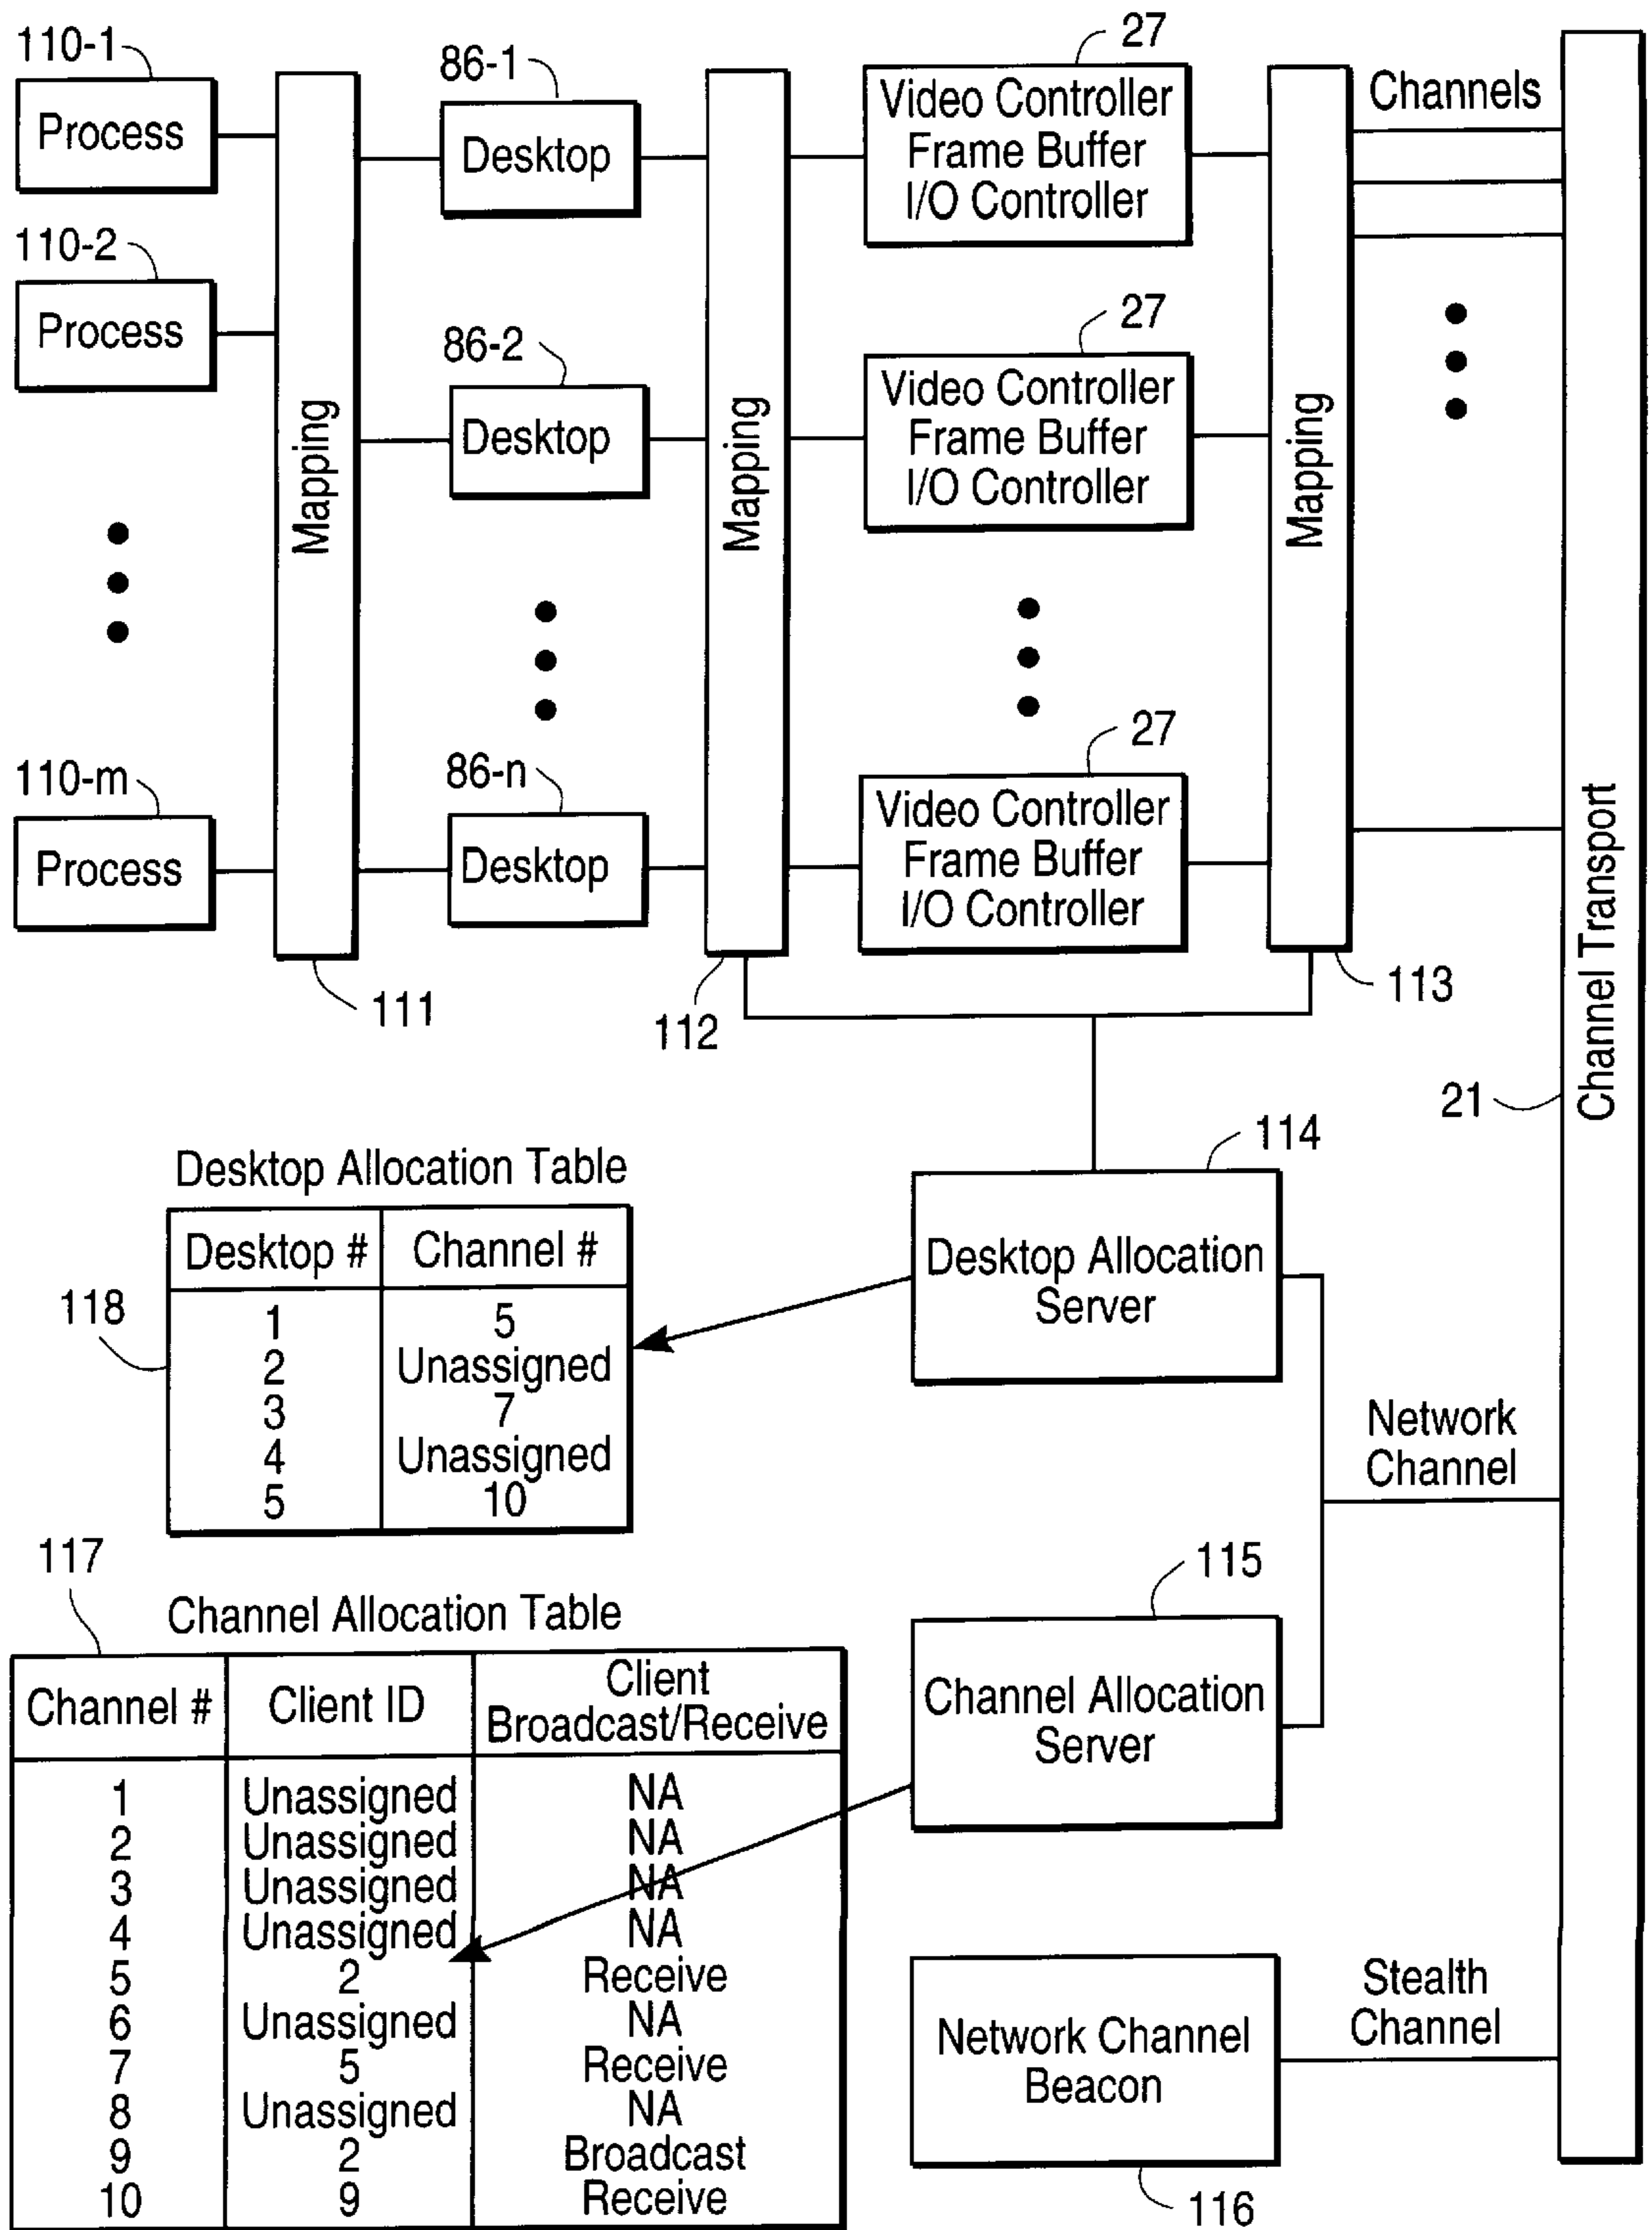 110-1
Process
110-2
Process
110-m
Process
Mapping
111
86-1
Desktop
86-2
Desktop
86-n
Desktop
Mapping
112
27
Video Controller
Frame Buffer
I/O Controller
27
Video Controller
Frame Buffer
I/O Controller
27
Video Controller
Frame Buffer
I/O Controller
Mapping
113
Channels
Channel Transport
21
114
Desktop Allocation
Server
Desktop Allocation Table
118
Desktop # Channel #
1 5
2 Unassigned
3 7
4 Unassigned
5 10
Network
Channel
115
Channel Allocation
Server
117
Channel Allocation Table
Channel # Client ID Client
Broadcast/Receive
1 Unassigned NA
2 Unassigned NA
3 Unassigned NA
4 Unassigned NA
5 2 Receive
6 Unassigned NA
7 5 Receive
8 Unassigned NA
9 2 Broadcast
10 9 Receive
Network Channel
Beacon
116
Stealth
Channel